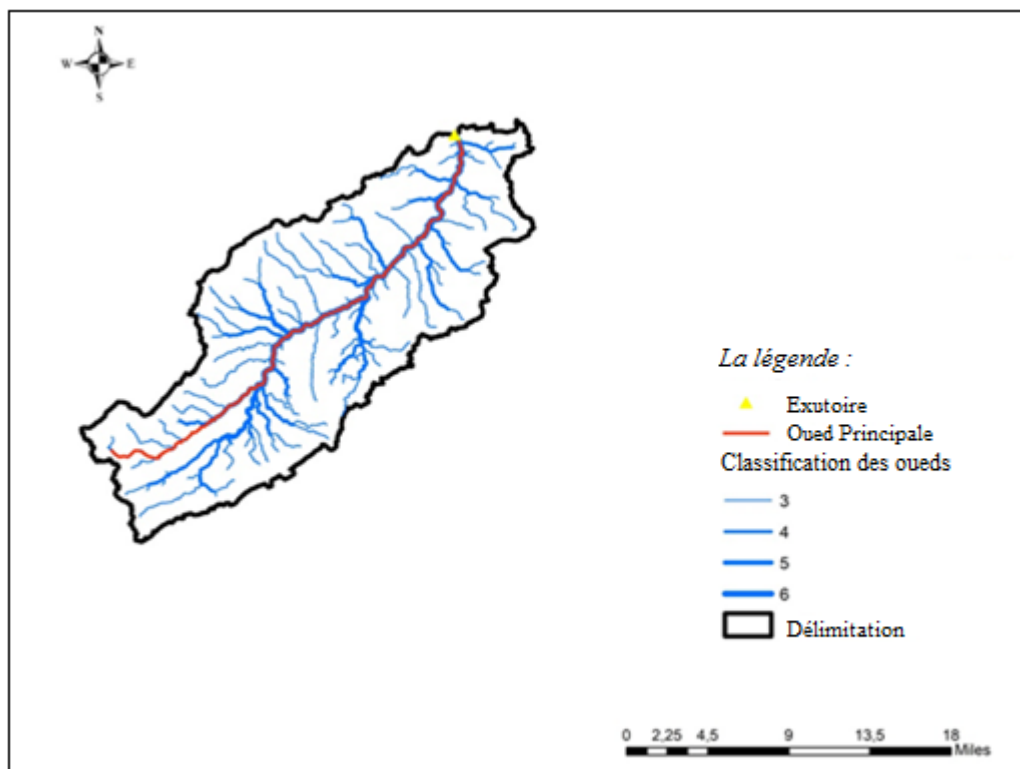 N
W E
S
La légende :
Exutoire
Oued Principale
Classification des oueds
3
4
5
6
Délimitation
0 2,25 4,5 9 13,5 18
Miles